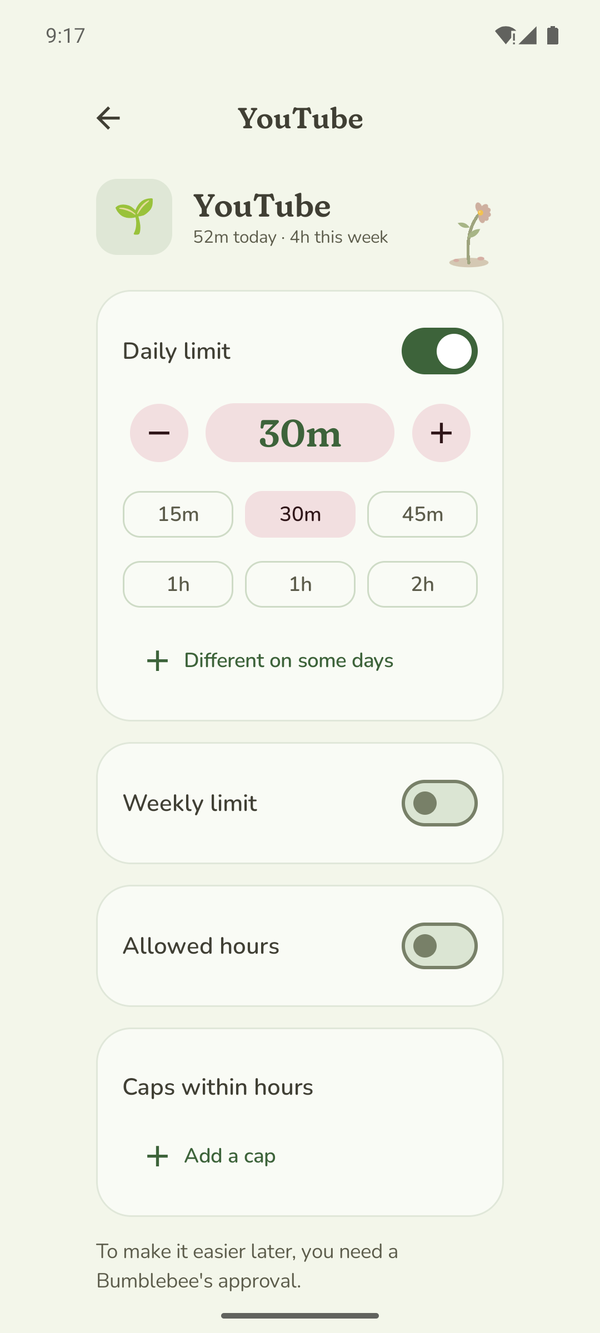 9:17
YouTube
YouTube
52m today · 4h this week
Daily limit
30m
15m
30m
45m
1h
1h
2h
Different on some days
Weekly limit
Allowed hours
Caps within hours
Add a cap
To make it easier later, you need a
Bumblebee's approval.